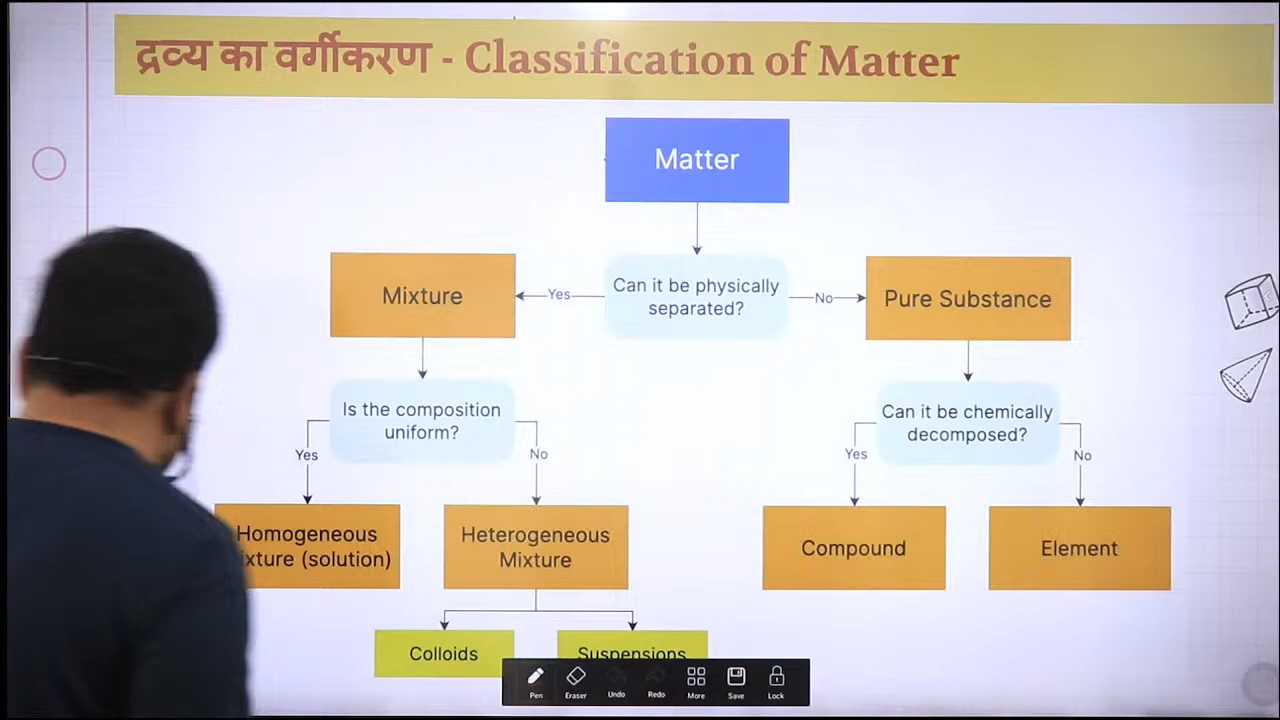 द्रव्य का वर्गीकरण - Classification of Matter
Matter
Mixture
Yes
Can it be physically
separated?
No
Pure Substance
Is the composition
uniform?
Can it be chemically
decomposed?
Yes
No
Yes
No
Homogeneous
(solution)
Heterogeneous
Mixture
Compound
Element
Colloids
Suspensions
Pen
Eraser
Undo
Redo
More
Save
Lock